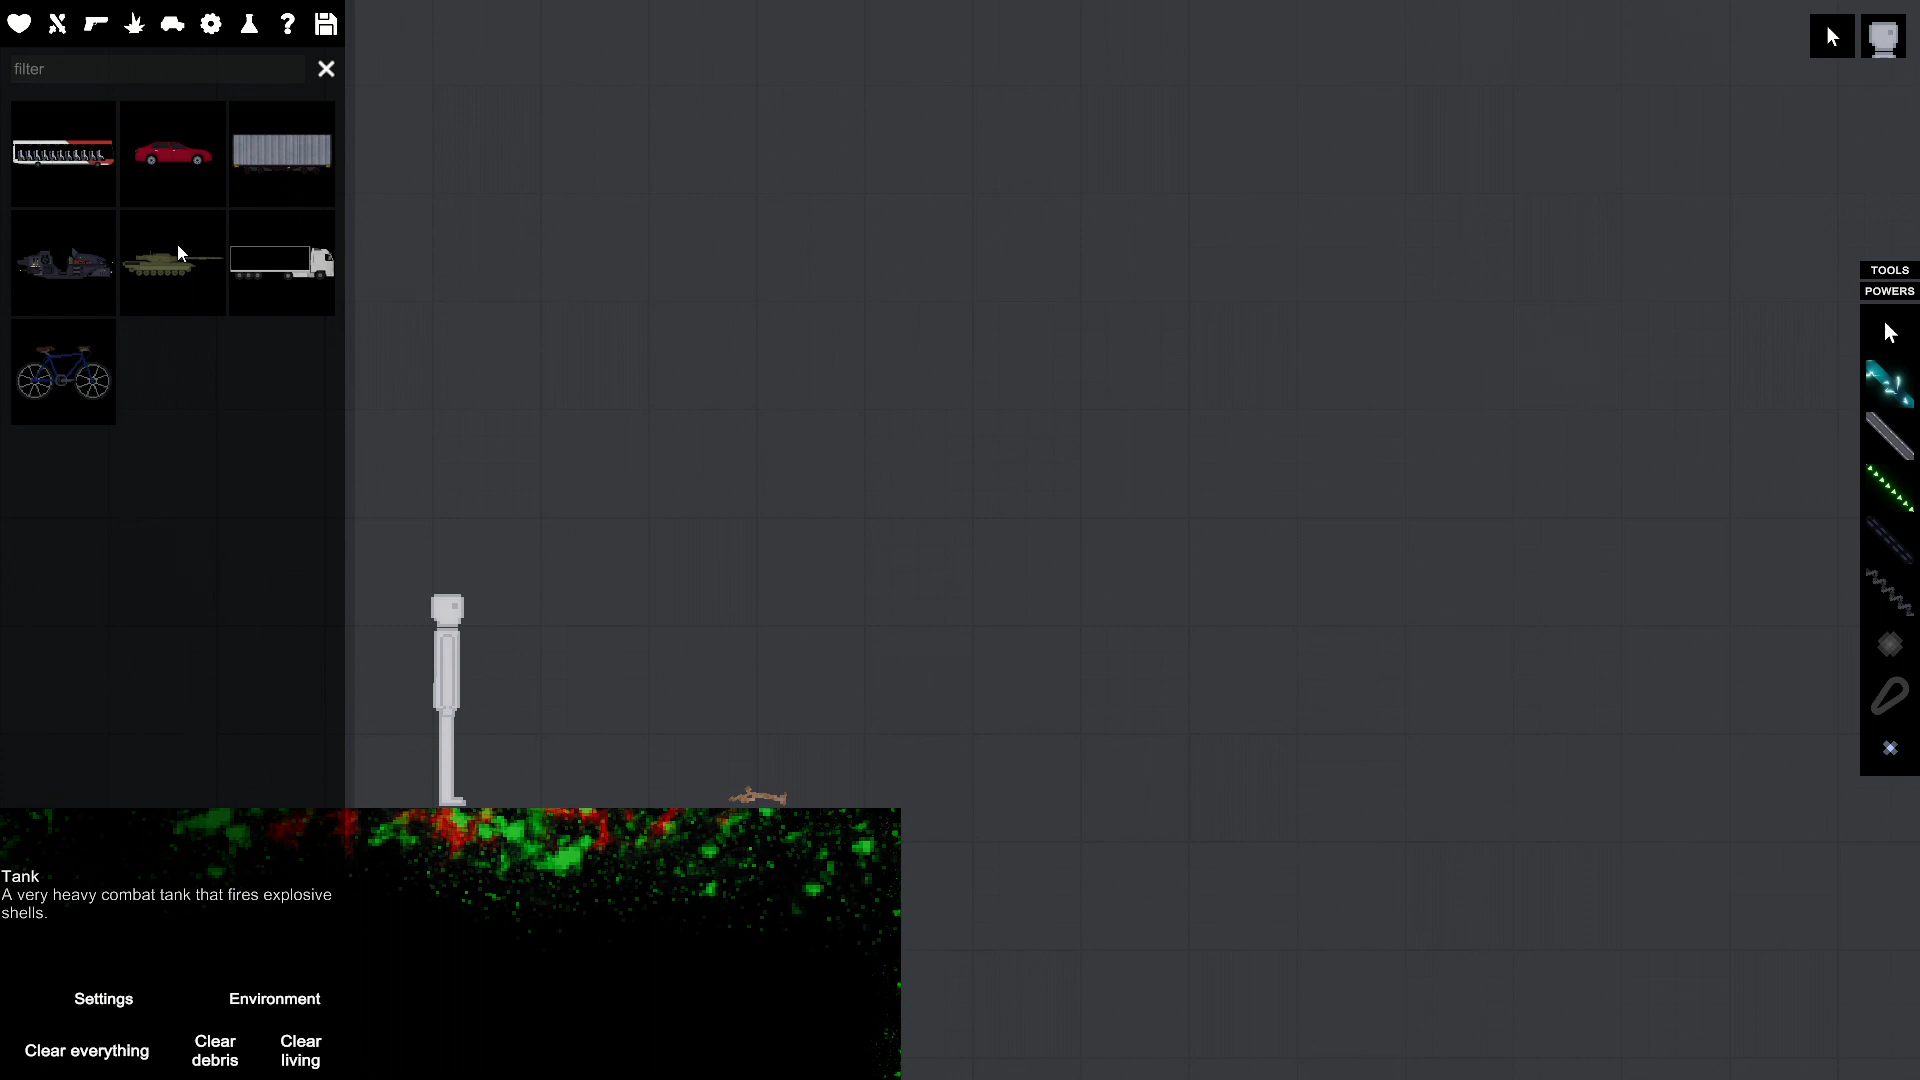 filter
TOOLS
POWERS
Tank
A very heavy combat tank that fires explosive
shells.
Settings
Environment
Clear everything
Clear
debris
Clear
living